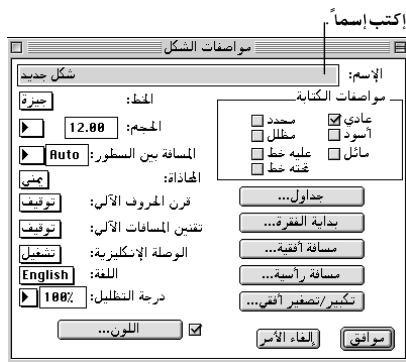 إكتب إسماً.
مواصفات الشكل
الإسم: شكل جديد
مواصفات الكتابة
عادي محدد
أسود مظلل
مائل عليه خط
تحته خط
الخط: جيزة
الحجم: 12.00
المسافة بين السطور: Auto
المحاذاة: يمنى
قرن الحروف الآلي: توقيف
تقنين المسافات الآلي: توقيف
الوصلة الإنكليزية: تشغيل
اللغة: English
درجة التظليل: 100%
اللون...
جداول...
بداية الفقرة...
مسافة أفقية...
مسافة رأسية...
تكبير/تصغير أفقي...
موافق إلغاء الأمر